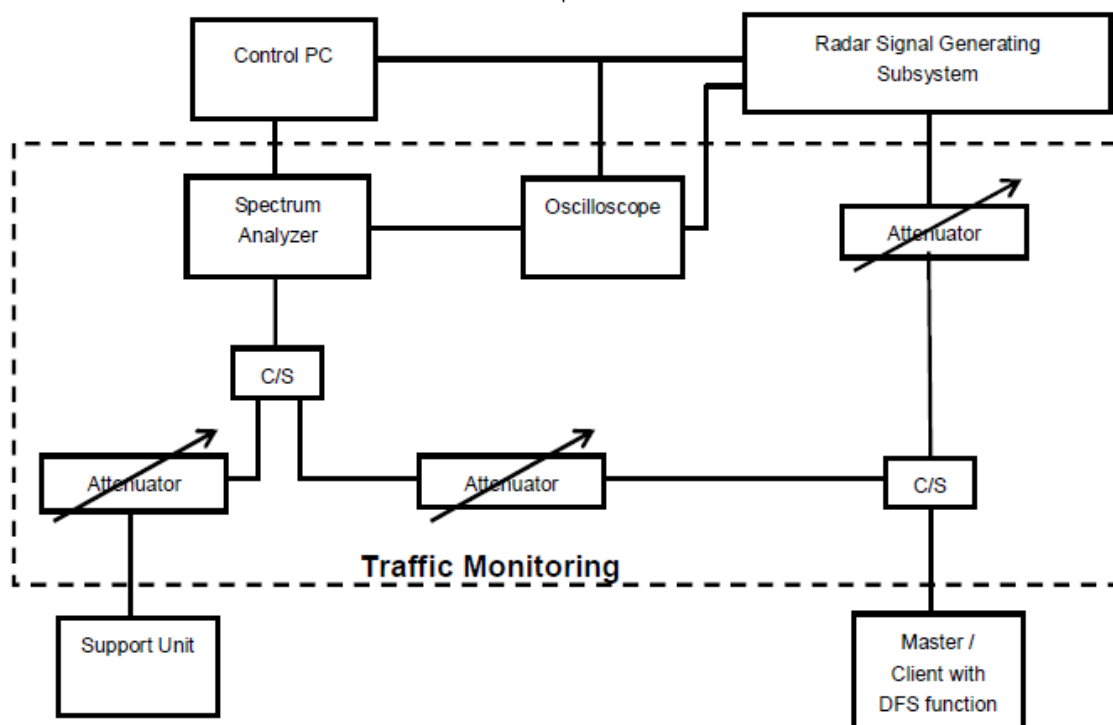 Control PC
Radar Signal Generating
Subsystem
Spectrum
Analyzer
Oscilloscope
Attenuator
C/S
Attenuator
Attenuator
C/S
Traffic Monitoring
Support Unit
Master /
Client with
DFS function